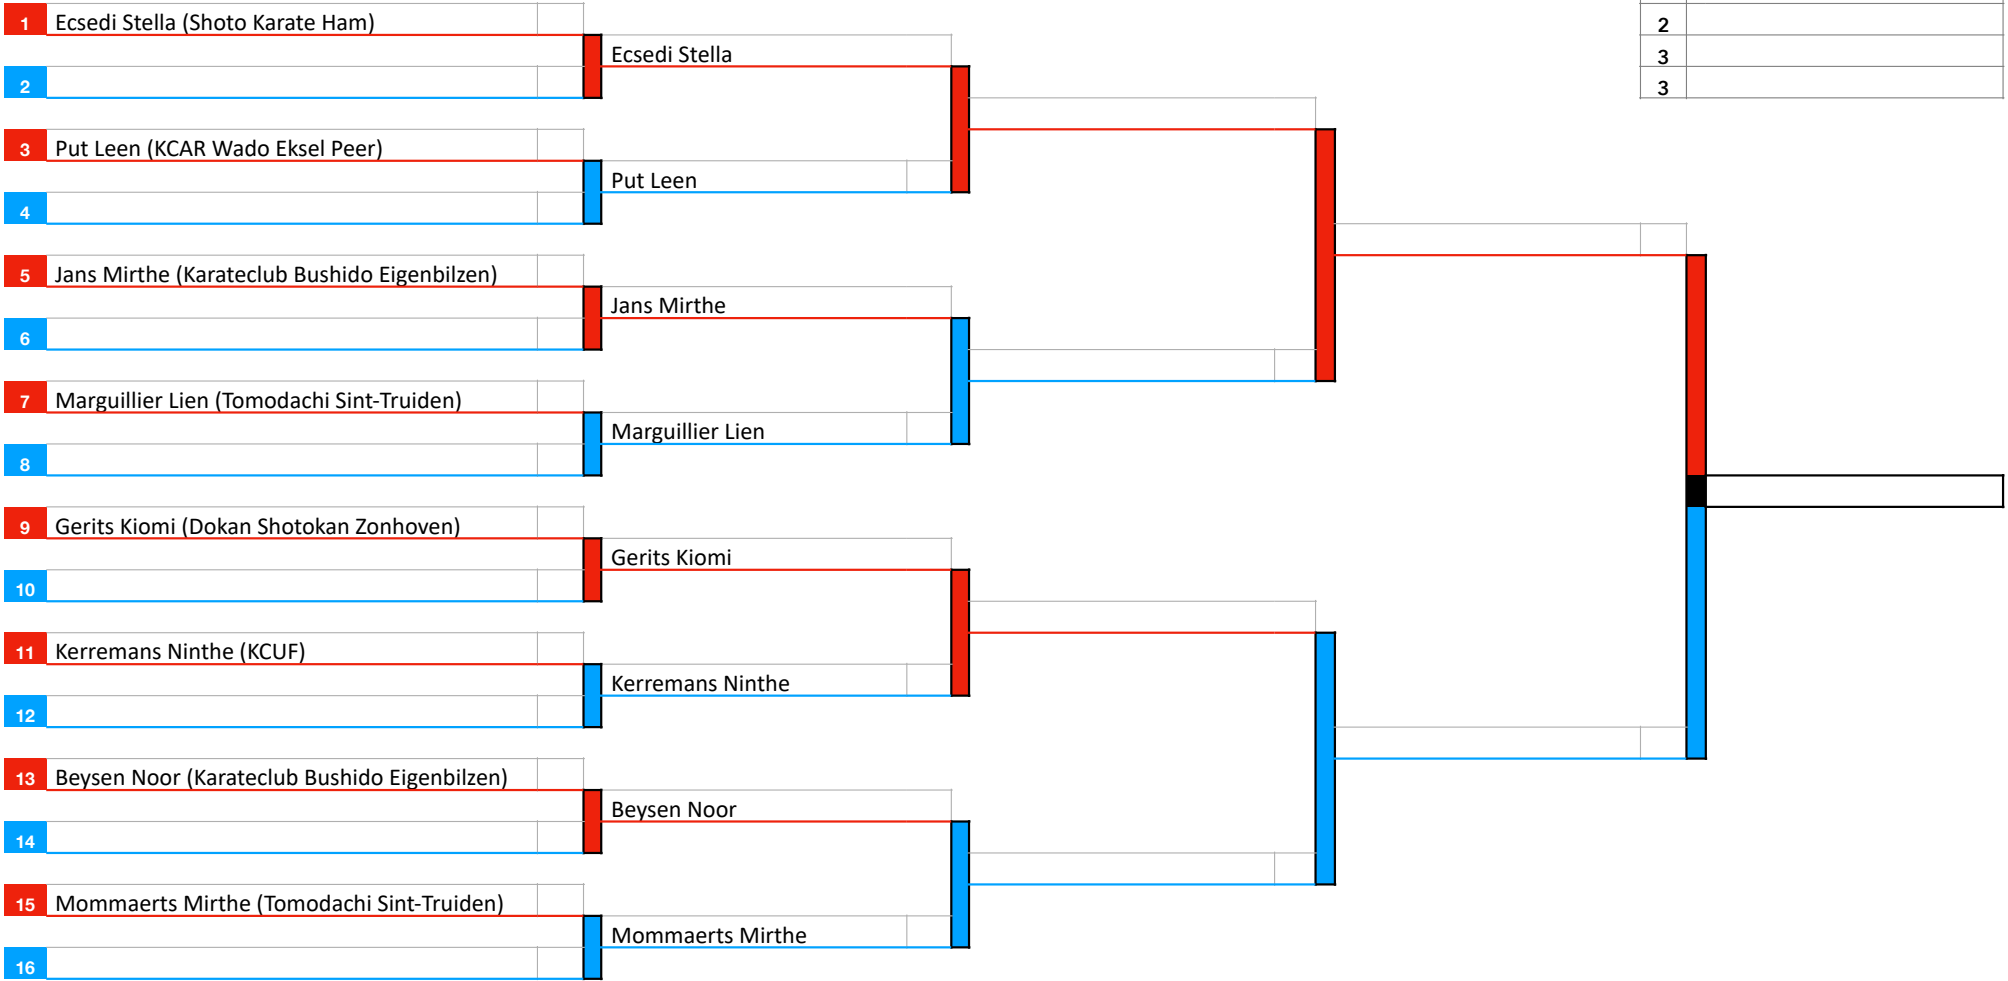 1 Ecsedi Stella (Shoto Karate Ham)
2
Ecsedi Stella
2
3
3
3 Put Leen (KCAR Wado Eksel Peer)
4
Put Leen
5 Jans Mirthe (Karateclub Bushido Eigenbilzen)
6
Jans Mirthe
7 Marguillier Lien (Tomodachi Sint-Truiden)
8
Marguillier Lien
9 Gerits Kiomi (Dokan Shotokan Zonhoven)
10
Gerits Kiomi
11 Kerremans Ninthe (KCUF)
12
Kerremans Ninthe
13 Beysen Noor (Karateclub Bushido Eigenbilzen)
14
Beysen Noor
15 Mommaerts Mirthe (Tomodachi Sint-Truiden)
16
Mommaerts Mirthe